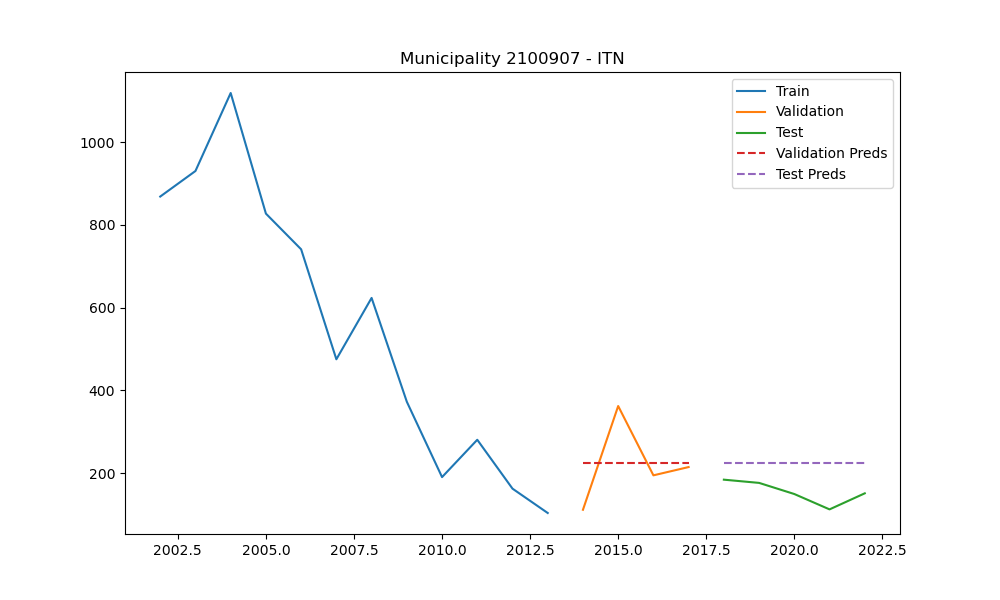 Municipality 2100907 - ITN
Train
Validation
Test
Validation Preds
Test Preds
1000
800
600
400
200
2002.5 2005.0 2007.5 2010.0 2012.5 2015.0 2017.5 2020.0 2022.5